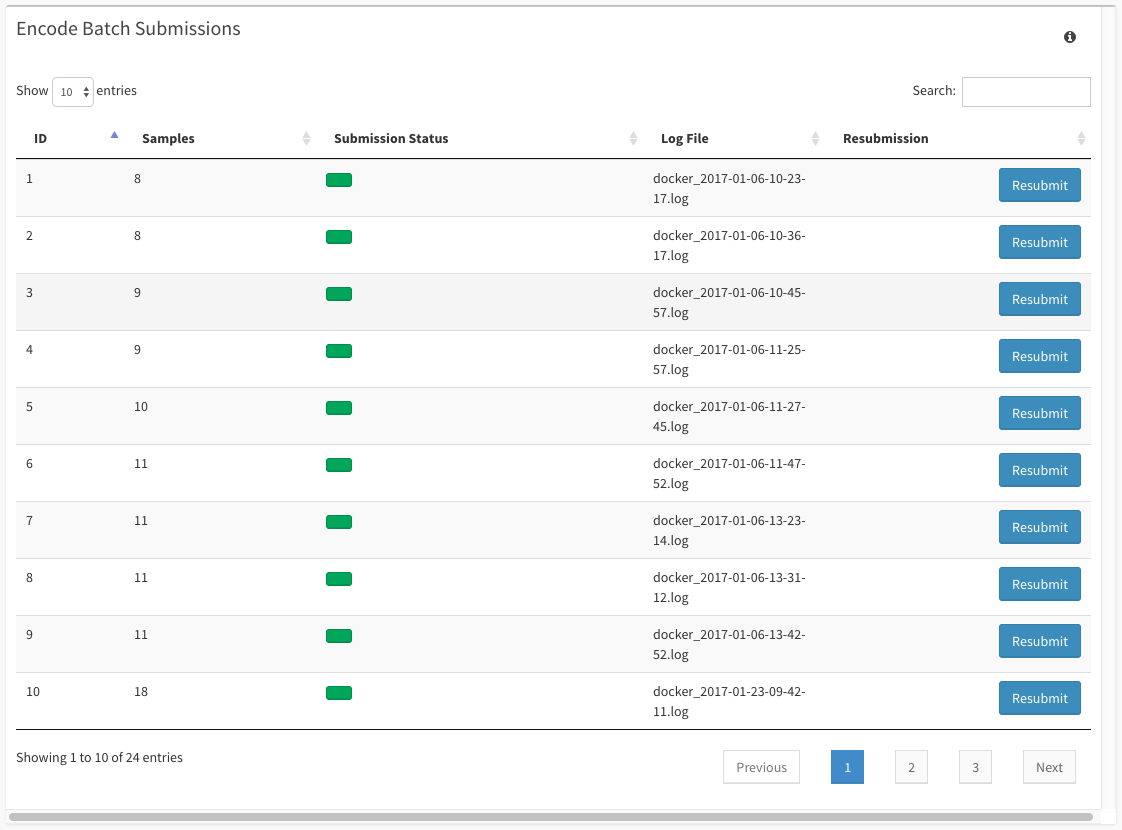 Encode Batch Submissions
Show 10 entries
Search:
ID Samples Submission Status Log File Resubmission
1 8 docker_2017-01-06-10-23- Resubmit
17.log
2 8 docker_2017-01-06-10-36- Resubmit
17.log
3 9 docker_2017-01-06-10-45- Resubmit
57.log
4 9 docker_2017-01-06-11-25- Resubmit
57.log
5 10 docker_2017-01-06-11-27- Resubmit
45.log
6 11 docker_2017-01-06-11-47- Resubmit
52.log
7 11 docker_2017-01-06-13-23- Resubmit
14.log
8 11 docker_2017-01-06-13-31- Resubmit
12.log
9 11 docker_2017-01-06-13-42- Resubmit
52.log
10 18 docker_2017-01-23-09-42- Resubmit
11.log
Showing 1 to 10 of 24 entries
Previous 1 2 3 Next